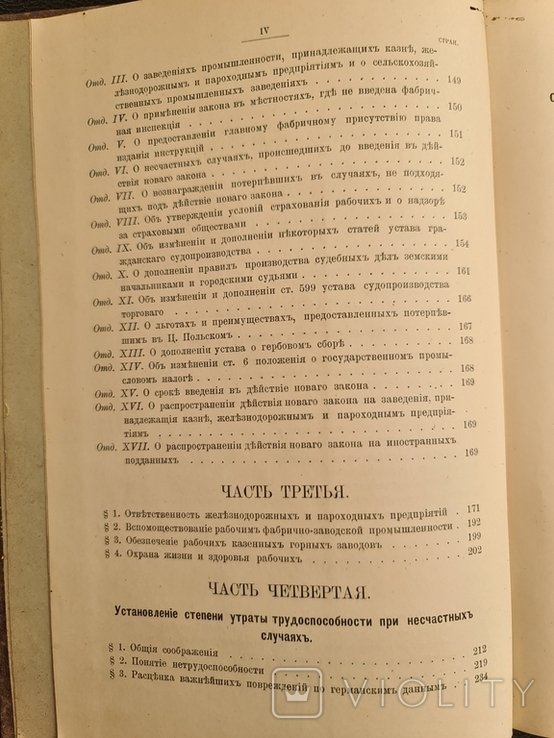 IV
СТРАН.
Отд. III. О заведеніяхъ промышленности, принадлежащихъ казнѣ, же-
лѣзнодорожнымъ и пароходнымъ предпріятіямъ и о сельскохозяй-
ственныхъ промышленныхъ заведеніяхъ 149
Отд. IV. О примѣненіи закона въ мѣстностяхъ, гдѣ не введена фабрич-
ная инспекція 150
Отд. V. О предоставленіи главному фабричному присутствію права
изданія инструкцій 151
Отд. VI. О несчастныхъ случаяхъ, происшедшихъ до введенія въ дѣй-
ствія новаго закона 152
Отд. VII. О вознагражденіи потерпѣвшихъ въ случаяхъ, не подходя-
щихъ подъ дѣйствіе новаго закона 152
Отд. VIII. Объ утвержденіи условій страхованія рабочихъ и о надзорѣ
за страховыми обществами 153
Отд. IX. Объ измѣненіи и дополненіи нѣкоторыхъ статей устава гра-
жданскаго судопроизводства 154
Отд. X. О дополненіи правилъ производства судебныхъ дѣлъ земскими
начальниками и городскими судьями 161
Отд. XI. Объ измѣненіи и дополненіи ст. 599 устава судопроизводства
торговаго 166
Отд. XII. О льготахъ и преимуществахъ, предоставленныхъ потерпѣв-
шимъ въ Ц. Польскомъ 167
Отд. XIII. О дополненіи устава о гербовомъ сборѣ 168
Отд. XIV. Объ измѣненіи ст. 6 положенія о государственномъ промы-
словомъ налогѣ 168
Отд. XV. О срокѣ введенія въ дѣйствіе новаго закона 169
Отд. XVI. О распространеніи дѣйствія новаго закона на заведенія, при-
надлежащія казнѣ, желѣзнодорожнымъ и пароходнымъ предпрія-
тіямъ 169
Отд. XVII. О распространеніи дѣйствія новаго закона на иностранныхъ
подданныхъ 169
ЧАСТЬ ТРЕТЬЯ.
§ 1. Отвѣтственность желѣзнодорожныхъ и пароходныхъ предпріятій 171
§ 2. Вспомоществованіе рабочимъ фабрично-заводской промышленности 192
§ 3. Обезпеченіе рабочихъ казенныхъ горныхъ заводовъ 199
§ 4. Охрана жизни и здоровья рабочихъ 202
ЧАСТЬ ЧЕТВЕРТАЯ.
Установленіе степени утраты трудоспособности при несчастныхъ
случаяхъ.
§ 1. Общія соображенія 212
§ 2. Понятіе нетрудоспособности 219
§ 3. Расцѣнка важнѣйшихъ поврежденій по германскимъ даннымъ 234
VIOLITY